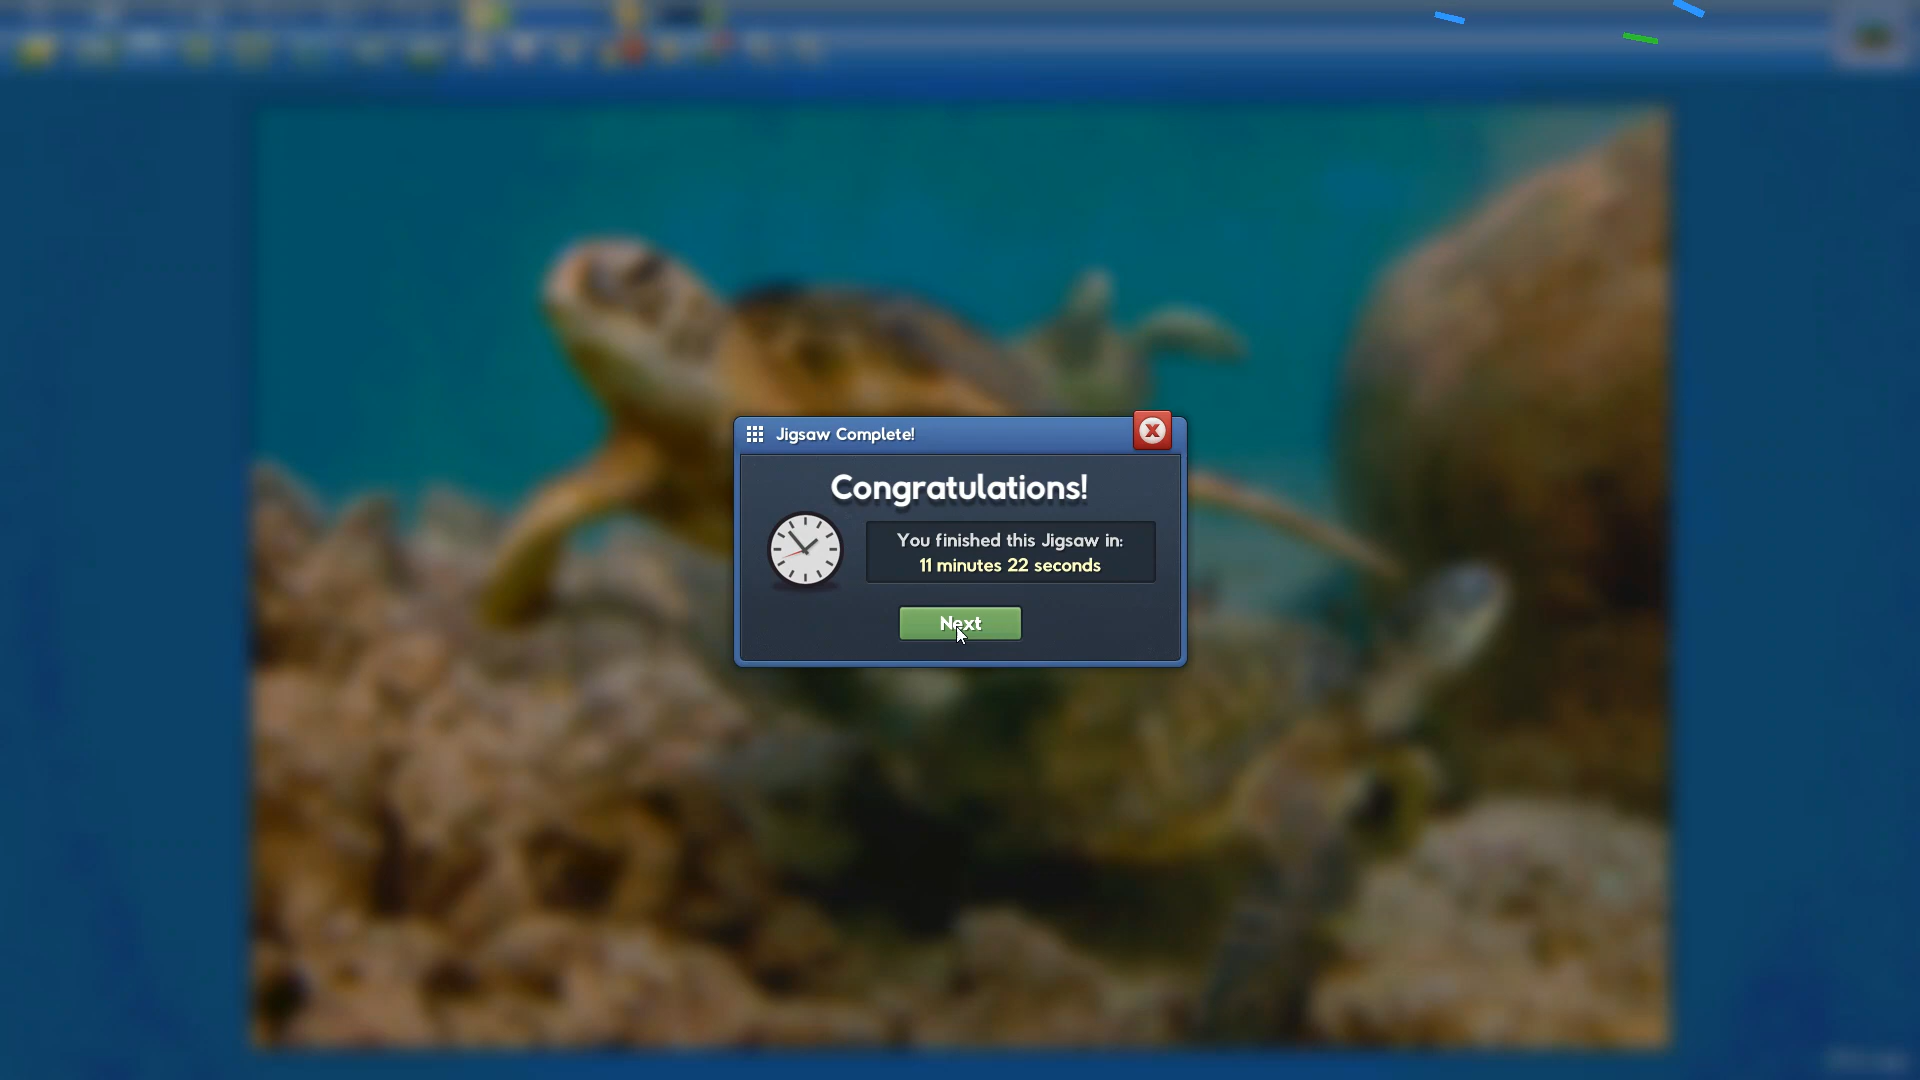 Jigsaw Complete!
Congratulations!
You finished this Jigsaw in:
11 minutes 22 seconds
Next